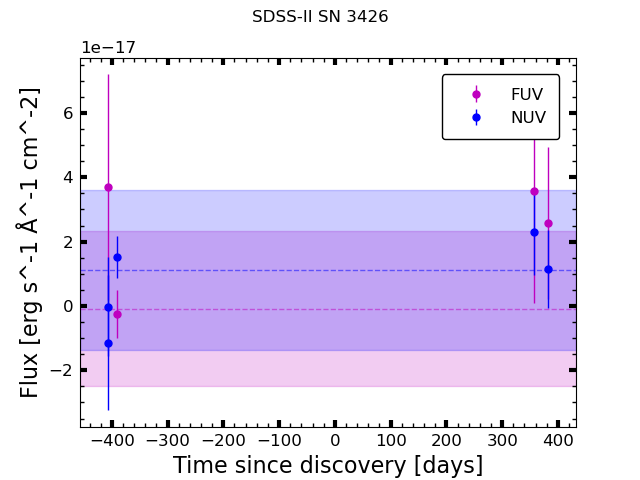 SDSS-II SN 3426
1e−17
FUV
NUV
6
4
2
0
−2
Flux [erg s^-1 Å^-1 cm^-2]
−400 −300 −200 −100 0 100 200 300 400
Time since discovery [days]